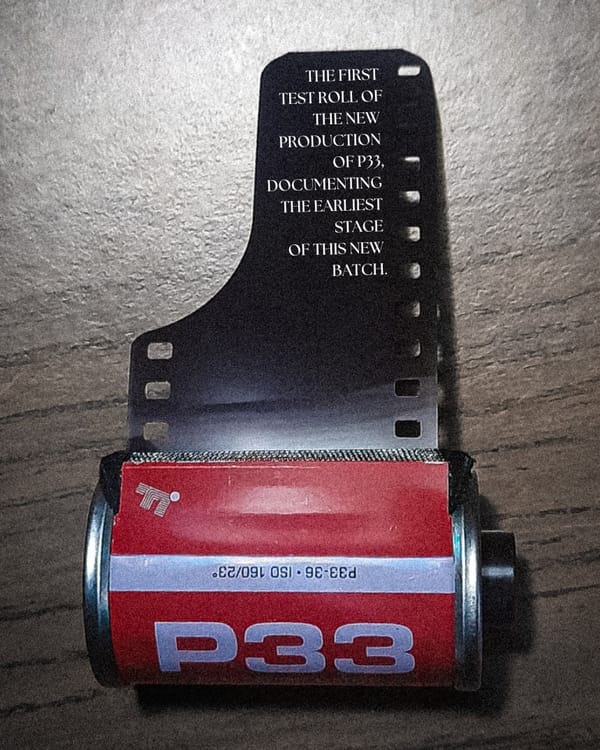 THE FIRST
TEST ROLL OF
THE NEW
PRODUCTION
OF P33,
DOCUMENTING
THE EARLIEST
STAGE
OF THIS NEW
BATCH.
P33-36 • ISO 160/23°
P33